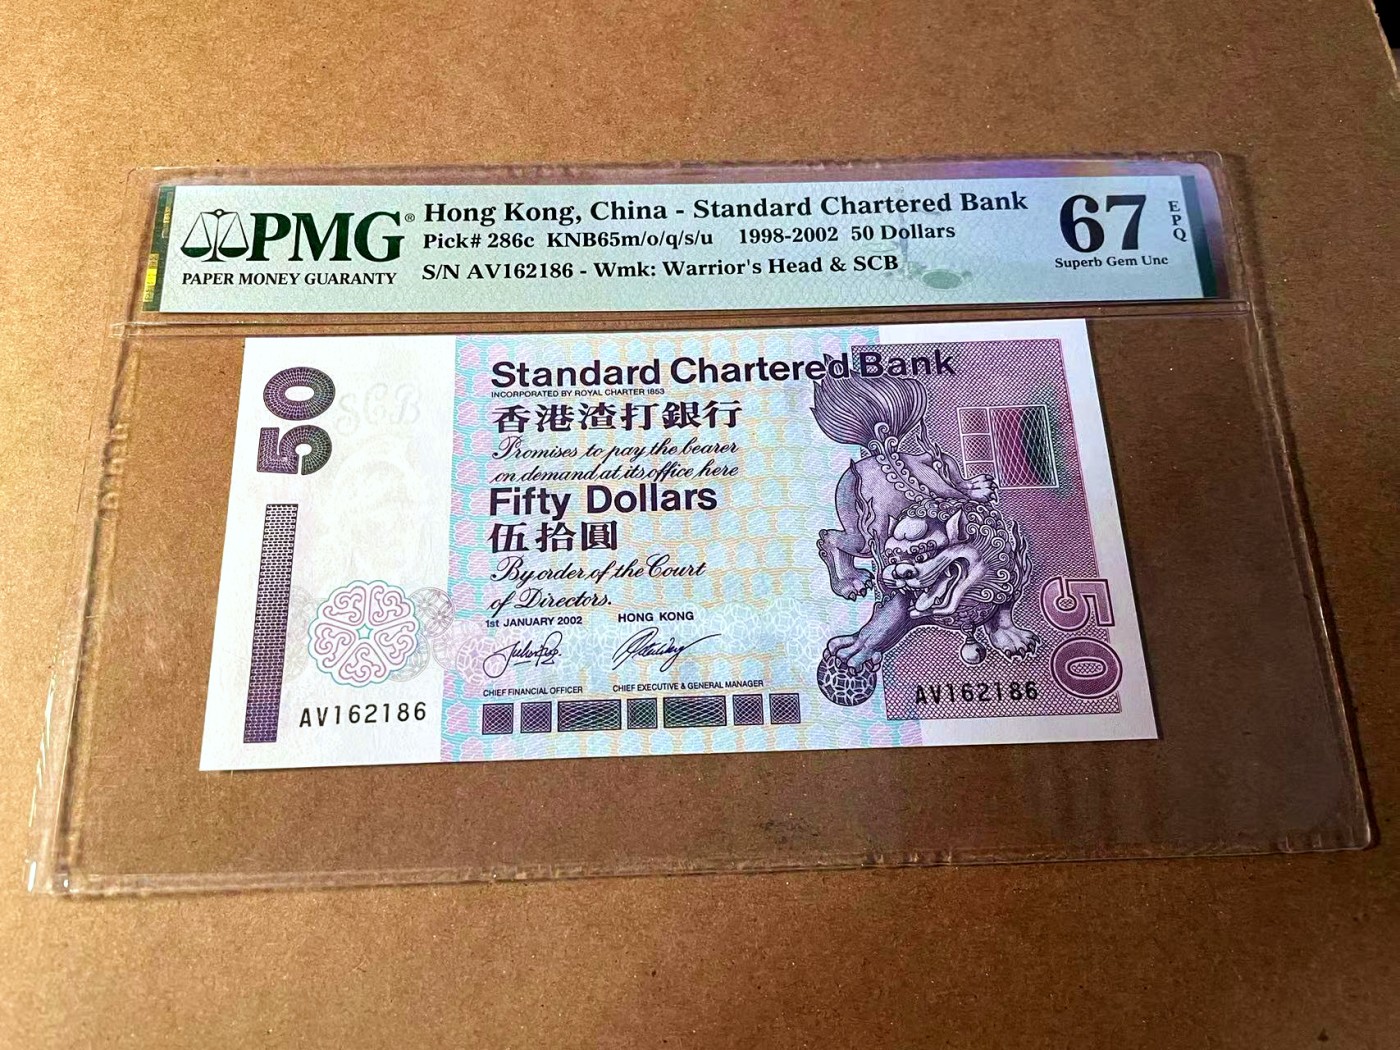 PMG®
PAPER MONEY GUARANTY
Hong Kong, China - Standard Chartered Bank
Pick# 286c KNB65m/o/q/s/u 1998-2002 50 Dollars
S/N AV162186 - Wmk: Warrior's Head & SCB
67
EPQ
Superb Gem Unc
50
SCB
Standard Chartered Bank
INCORPORATED BY ROYAL CHARTER 1853
香港渣打銀行
Promises to pay the bearer
on demand at its office here
Fifty Dollars
伍拾圓
By order of the Court
of Directors.
1st JANUARY 2002 HONG KONG
CHIEF FINANCIAL OFFICER CHIEF EXECUTIVE & GENERAL MANAGER
AV162186
50
AV162186